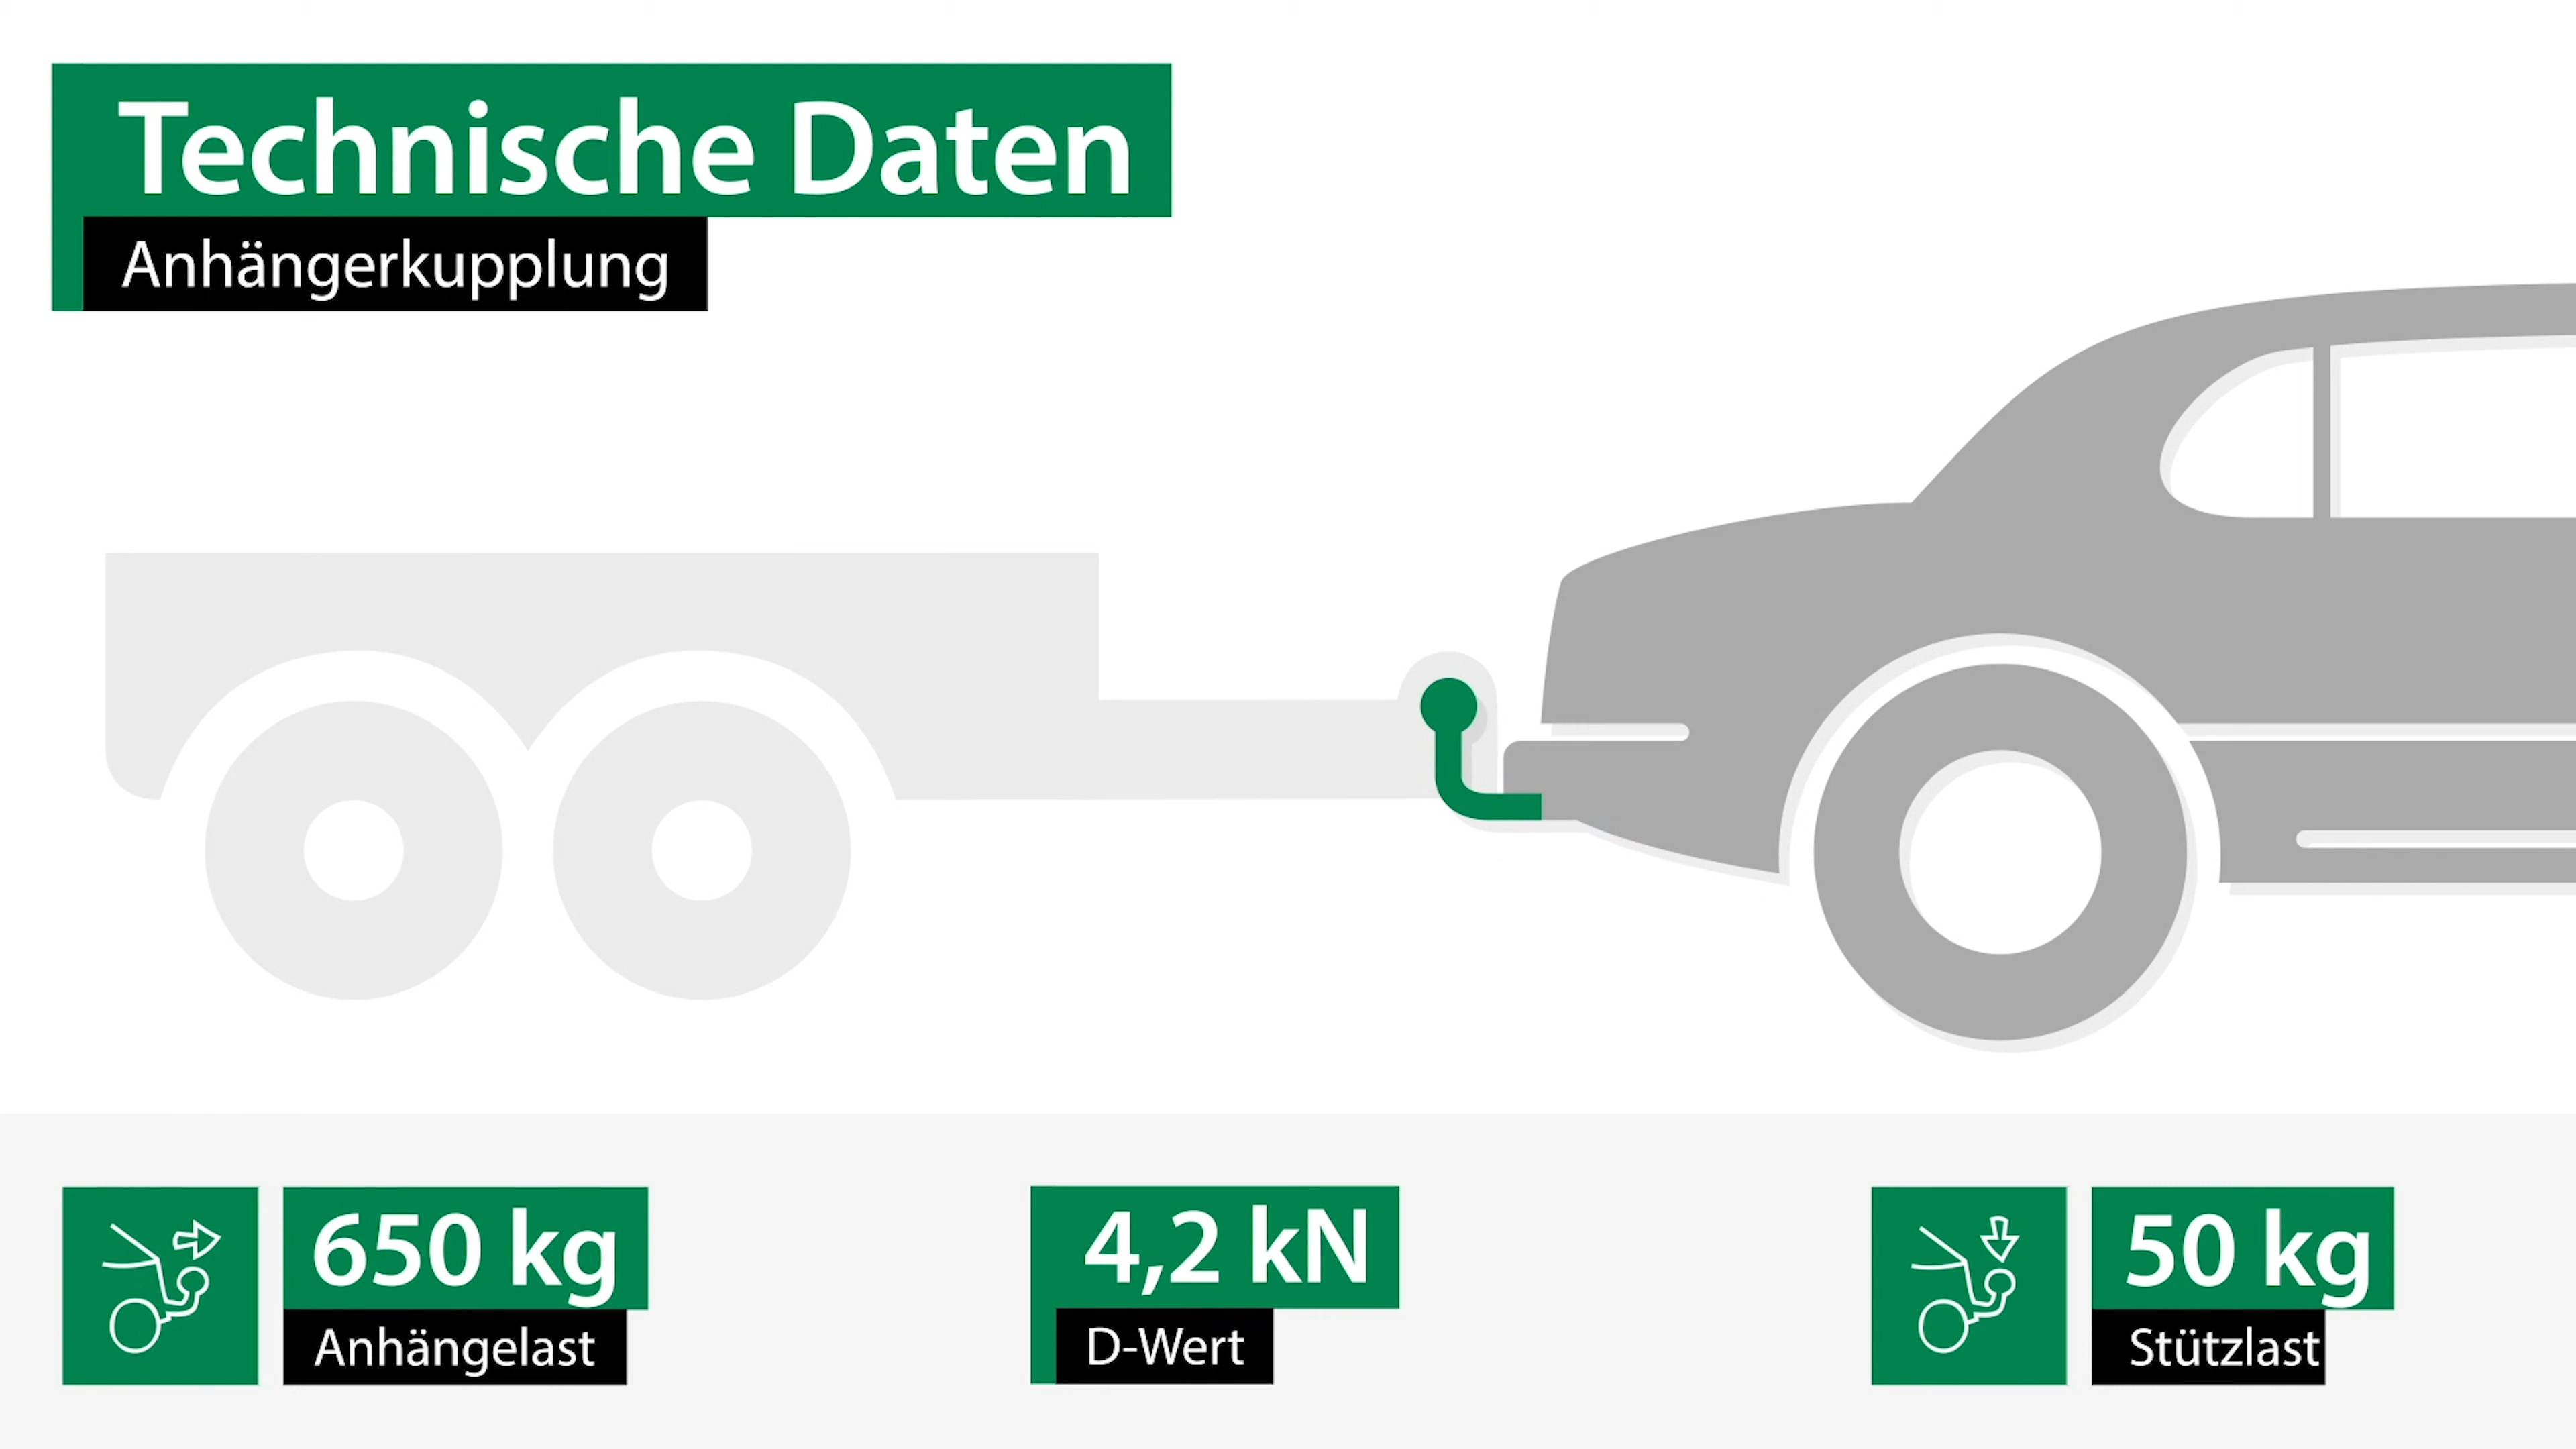 Technische Daten
Anhängerkupplung
650 kg
Anhängelast
4,2 kN
D-Wert
50 kg
Stützlast